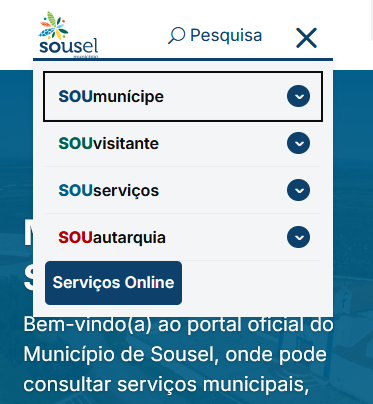 sousel
município
Pesquisa
SOUmunícipe
SOUvisitante
SOUserviços
SOUautarquia
Serviços Online
Bem-vindo(a) ao portal oficial do
Município de Sousel, onde pode
consultar serviços municipais,